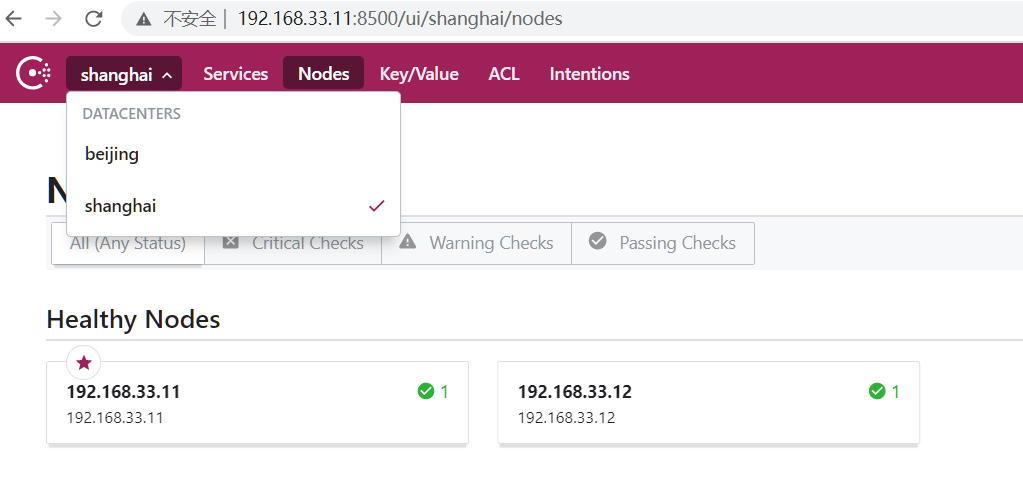 不安全 | 192.168.33.11:8500/ui/shanghai/nodes
shanghai Services Nodes Key/Value ACL Intentions
DATACENTERS
beijing
shanghai
All (Any Status) Critical Checks Warning Checks Passing Checks
Healthy Nodes
192.168.33.11 1 192.168.33.12 1
192.168.33.11 192.168.33.12